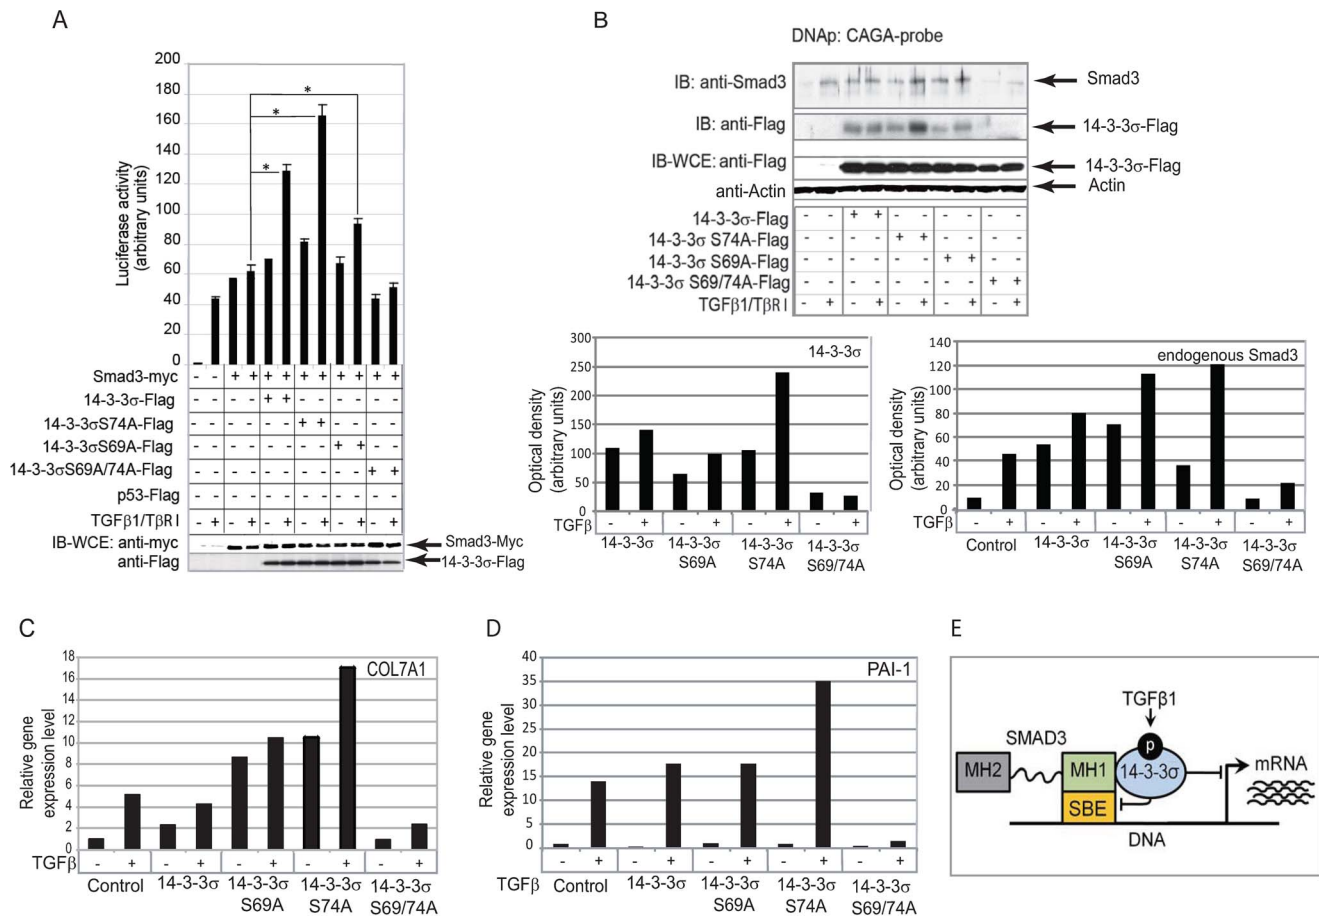 A
Luciferase activity
(arbitrary units)
200
180
160
140
120
100
80
60
40
20
0
*
*
*
Smad3-myc - - + + + + + + + + + +
14-3-3σ-Flag - - - - + + - - - - - -
14-3-3σS74A-Flag - - - - - - + + - - - -
14-3-3σS69A-Flag - - - - - - - - + + - -
14-3-3σS69A/74A-Flag - - - - - - - - - - + +
p53-Flag - - - - - - - - - - - -
TGFβ1/TβR I - + - - - + - + - + - +
IB-WCE: anti-myc
Smad3-Myc
anti-Flag
14-3-3σ-Flag
B
DNAp: CAGA-probe
IB: anti-Smad3
Smad3
IB: anti-Flag
14-3-3σ-Flag
IB-WCE: anti-Flag
14-3-3σ-Flag
anti-Actin
Actin
14-3-3σ-Flag - - + + - - - - - -
14-3-3σ S74A-Flag - - - - + + - - - -
14-3-3σ S69A-Flag - - - - - - + + - -
14-3-3σ S69/74A-Flag - - - - - - - - + +
TGFβ1/TβR I - + - + - + - + - +
Optical density
(arbitrary units)
300
250
200
150
100
50
0
14-3-3σ
TGFβ - + - + - + - +
14-3-3σ 14-3-3σ 14-3-3σ 14-3-3σ
S69A S74A S69/74A
Optical density
(arbitrary units)
140
120
100
80
60
40
20
0
endogenous Smad3
TGFβ - + - + - + - + - +
Control 14-3-3σ 14-3-3σ 14-3-3σ 14-3-3σ
S69A S74A S69/74A
C
Relative gene
expression level
18
16
14
12
10
8
6
4
2
0
COL7A1
TGFβ - + - + - + - + - +
Control 14-3-3σ 14-3-3σ 14-3-3σ 14-3-3σ
S69A S74A S69/74A
D
Relative gene
expression level
40
35
30
25
20
15
10
5
0
PAI-1
TGFβ - + - + - + - + - +
Control 14-3-3σ 14-3-3σ 14-3-3σ 14-3-3σ
S69A S74A S69/74A
E
TGFβ1
p
SMAD3
MH2
MH1
14-3-3σ
mRNA
SBE
DNA